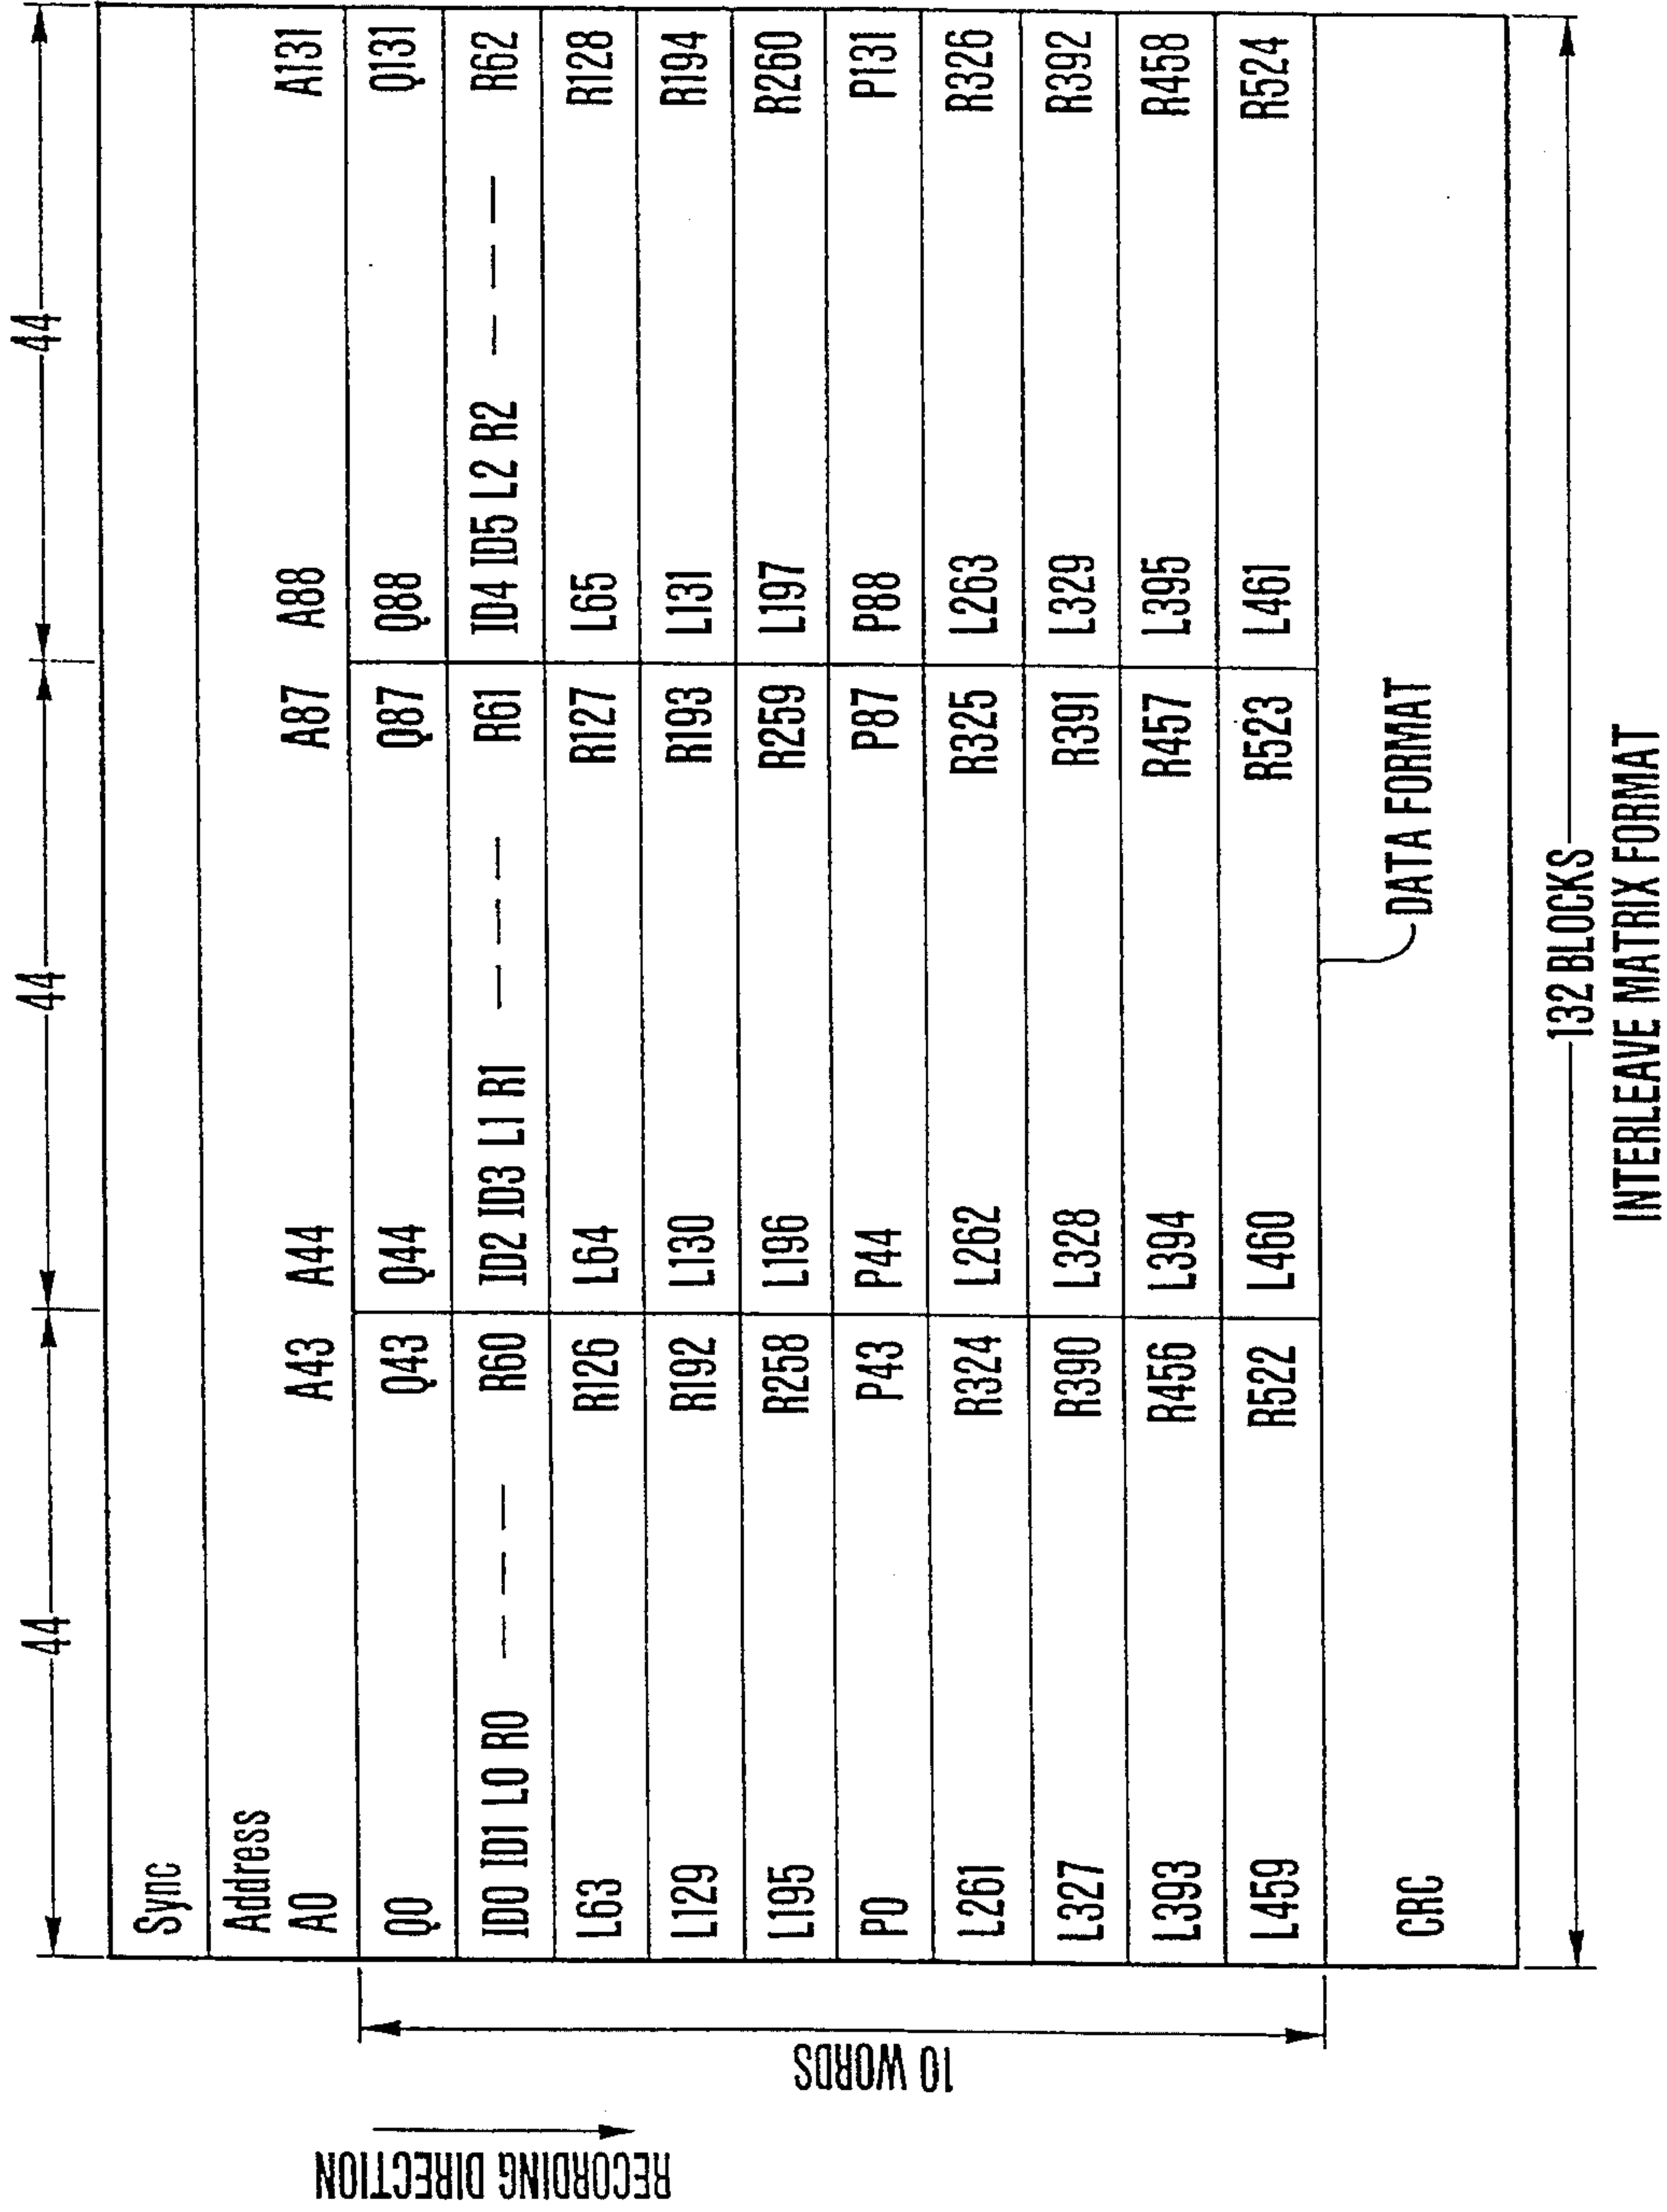 44 44 44
Sync
Address
A0 A43 A44 A87 A88 A131
Q0 Q43 Q44 Q87 Q88 Q131
ID0 ID1 L0 R0 — — — R60 ID2 ID3 L1 R1 — — — R61 ID4 ID5 L2 R2 — — — R62
L63 R126 L64 R127 L65 R128
L129 R192 L130 R193 L131 R194
L195 R258 L196 R259 L197 R260
P0 P43 P44 P87 P88 P131
L261 R324 L262 R325 L263 R326
L327 R390 L328 R391 L329 R392
L393 R456 L394 R457 L395 R458
L459 R522 L460 R523 L461 R524
CRC
DATA FORMAT
132 BLOCKS
INTERLEAVE MATRIX FORMAT
10 WORDS
RECORDING DIRECTION